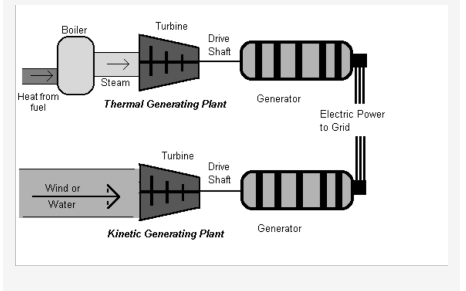 Boiler
Turbine
Drive
Shaft
Heat from
fuel
Steam
Thermal Generating Plant
Generator
Electric Power
to Grid
Turbine
Drive
Shaft
Wind or
Water
Kinetic Generating Plant
Generator